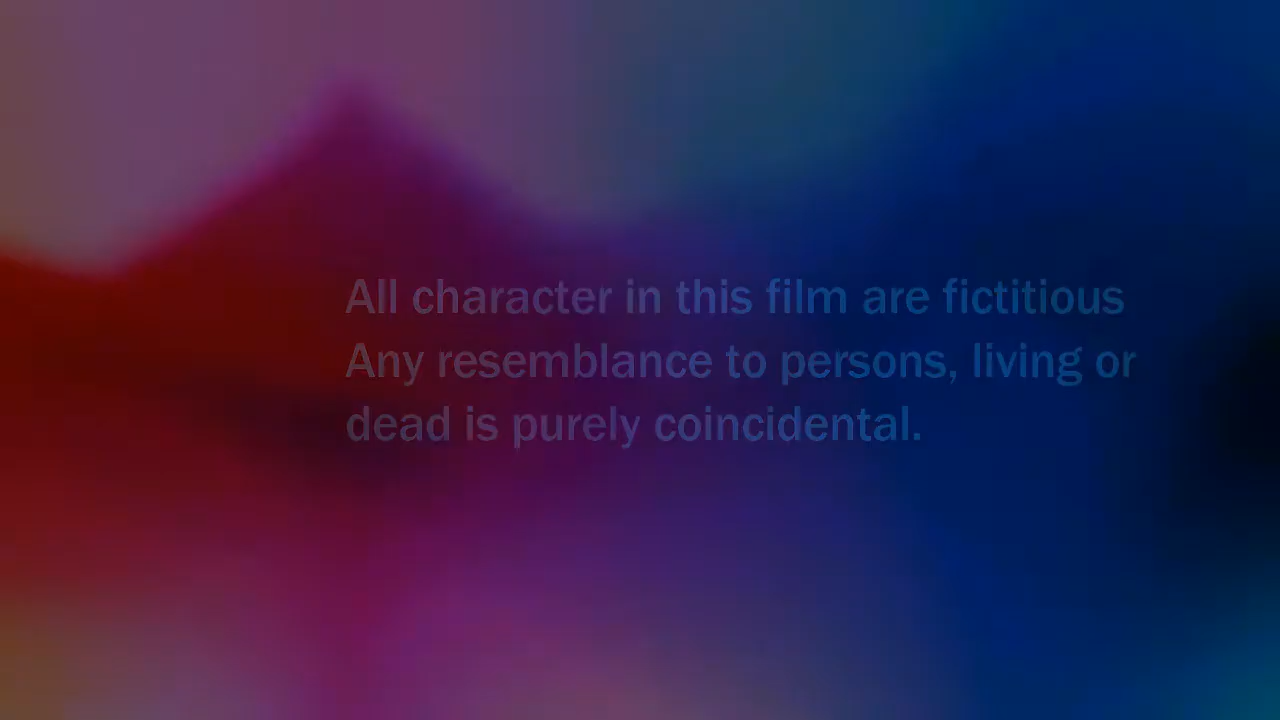 All character in this film are fictitious
Any resemblance to persons, living or
dead is purely coincidental.